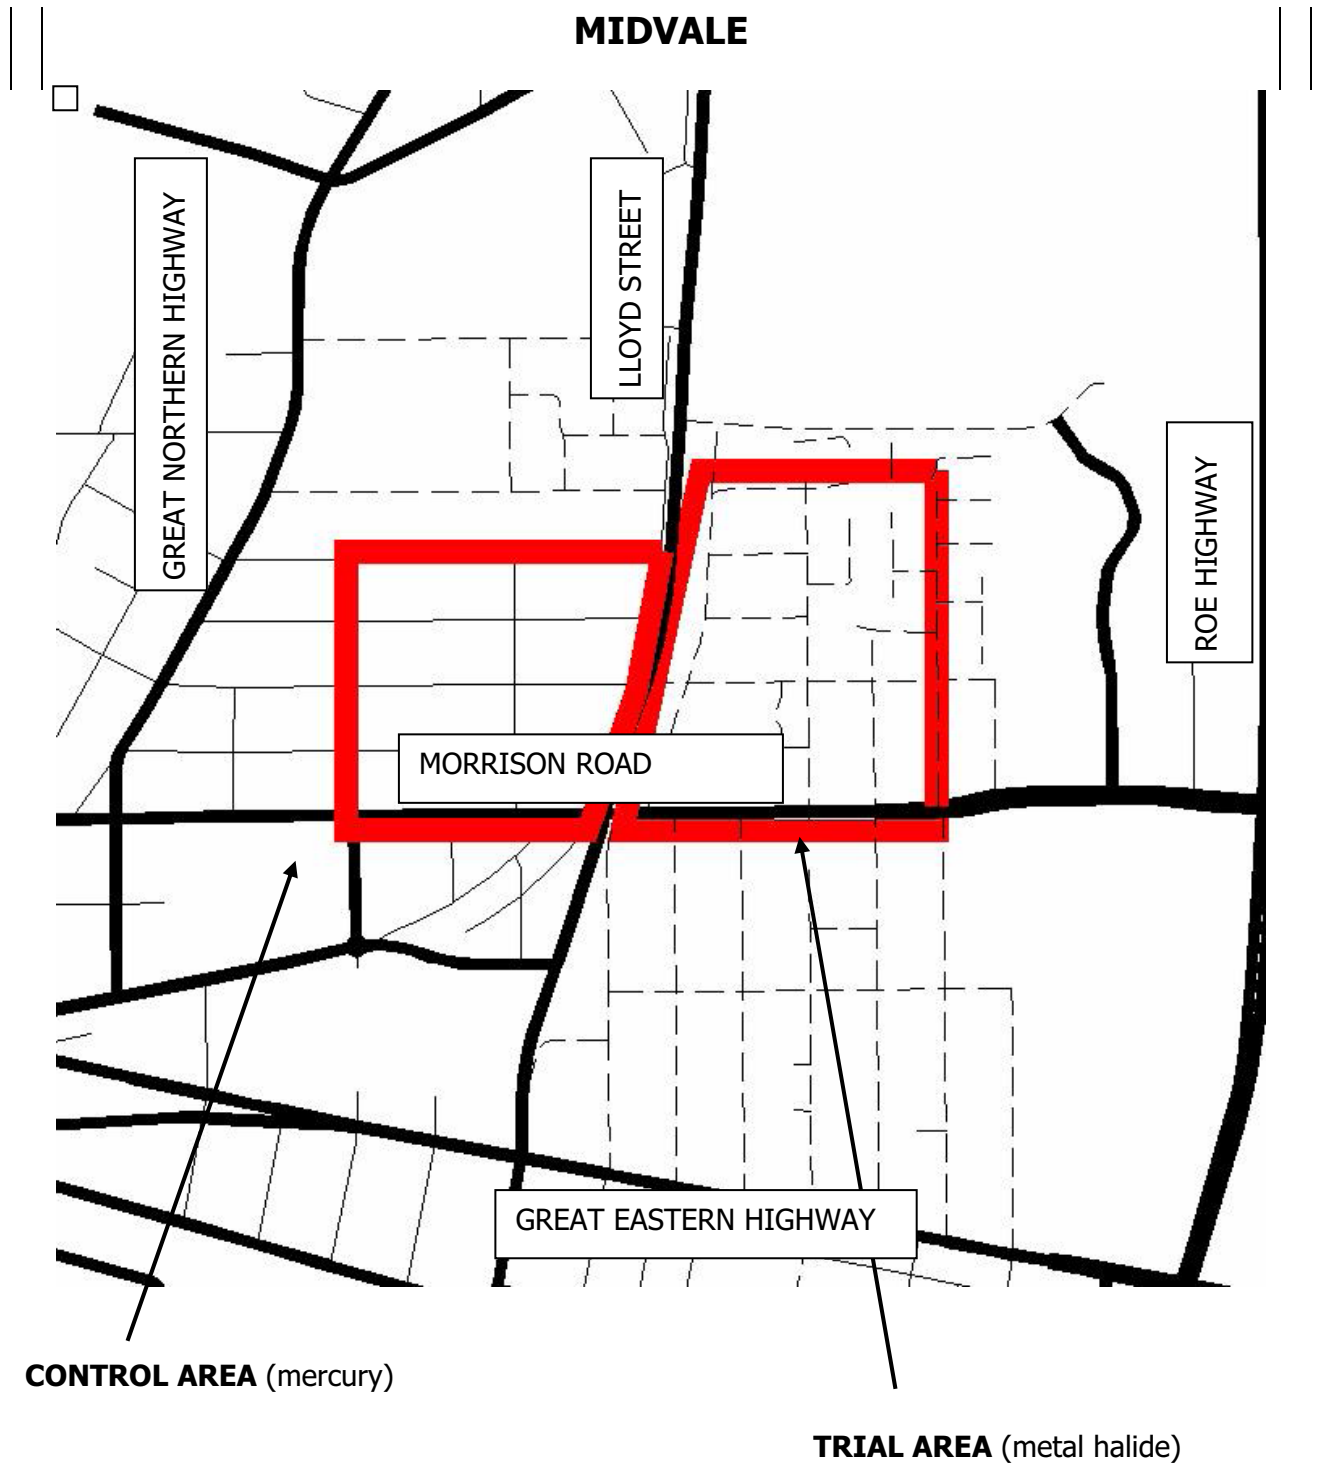 MIDVALE
GREAT NORTHERN HIGHWAY
LLOYD STREET
ROE HIGHWAY
MORRISON ROAD
GREAT EASTERN HIGHWAY
CONTROL AREA (mercury)
TRIAL AREA (metal halide)